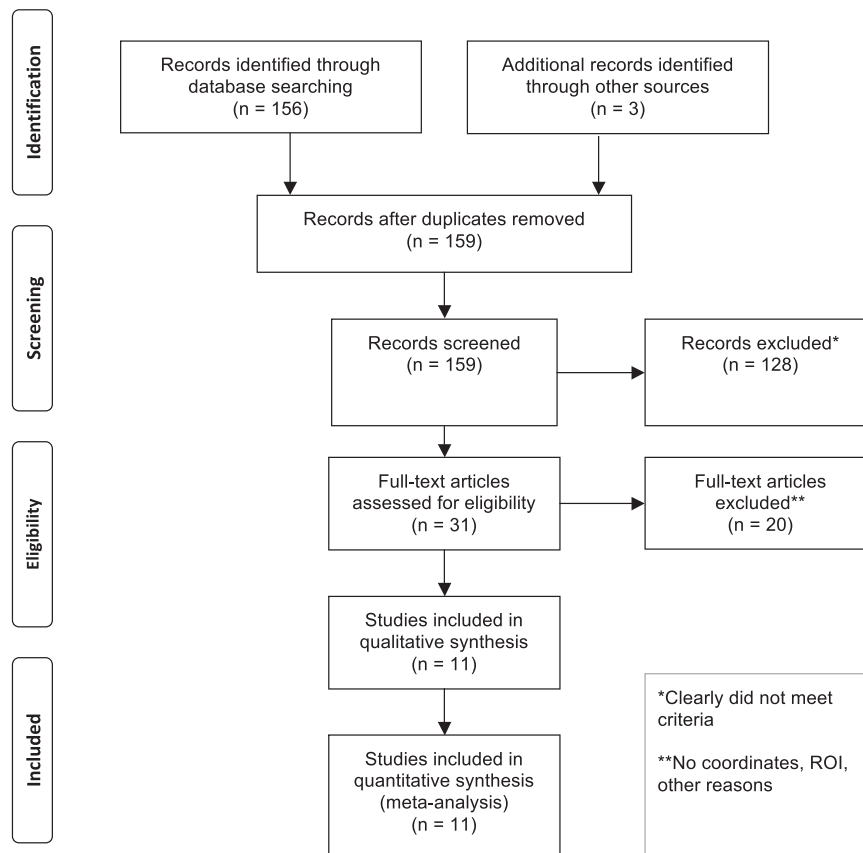 Identification
Records identified through
database searching
(n = 156)
Additional records identified
through other sources
(n = 3)
Records after duplicates removed
(n = 159)
Screening
Records screened
(n = 159)
Records excluded*
(n = 128)
Eligibility
Full-text articles
assessed for eligibility
(n = 31)
Full-text articles
excluded**
(n = 20)
Studies included in
qualitative synthesis
(n = 11)
Included
Studies included in
quantitative synthesis
(meta-analysis)
(n = 11)
*Clearly did not meet
criteria
**No coordinates, ROI,
other reasons